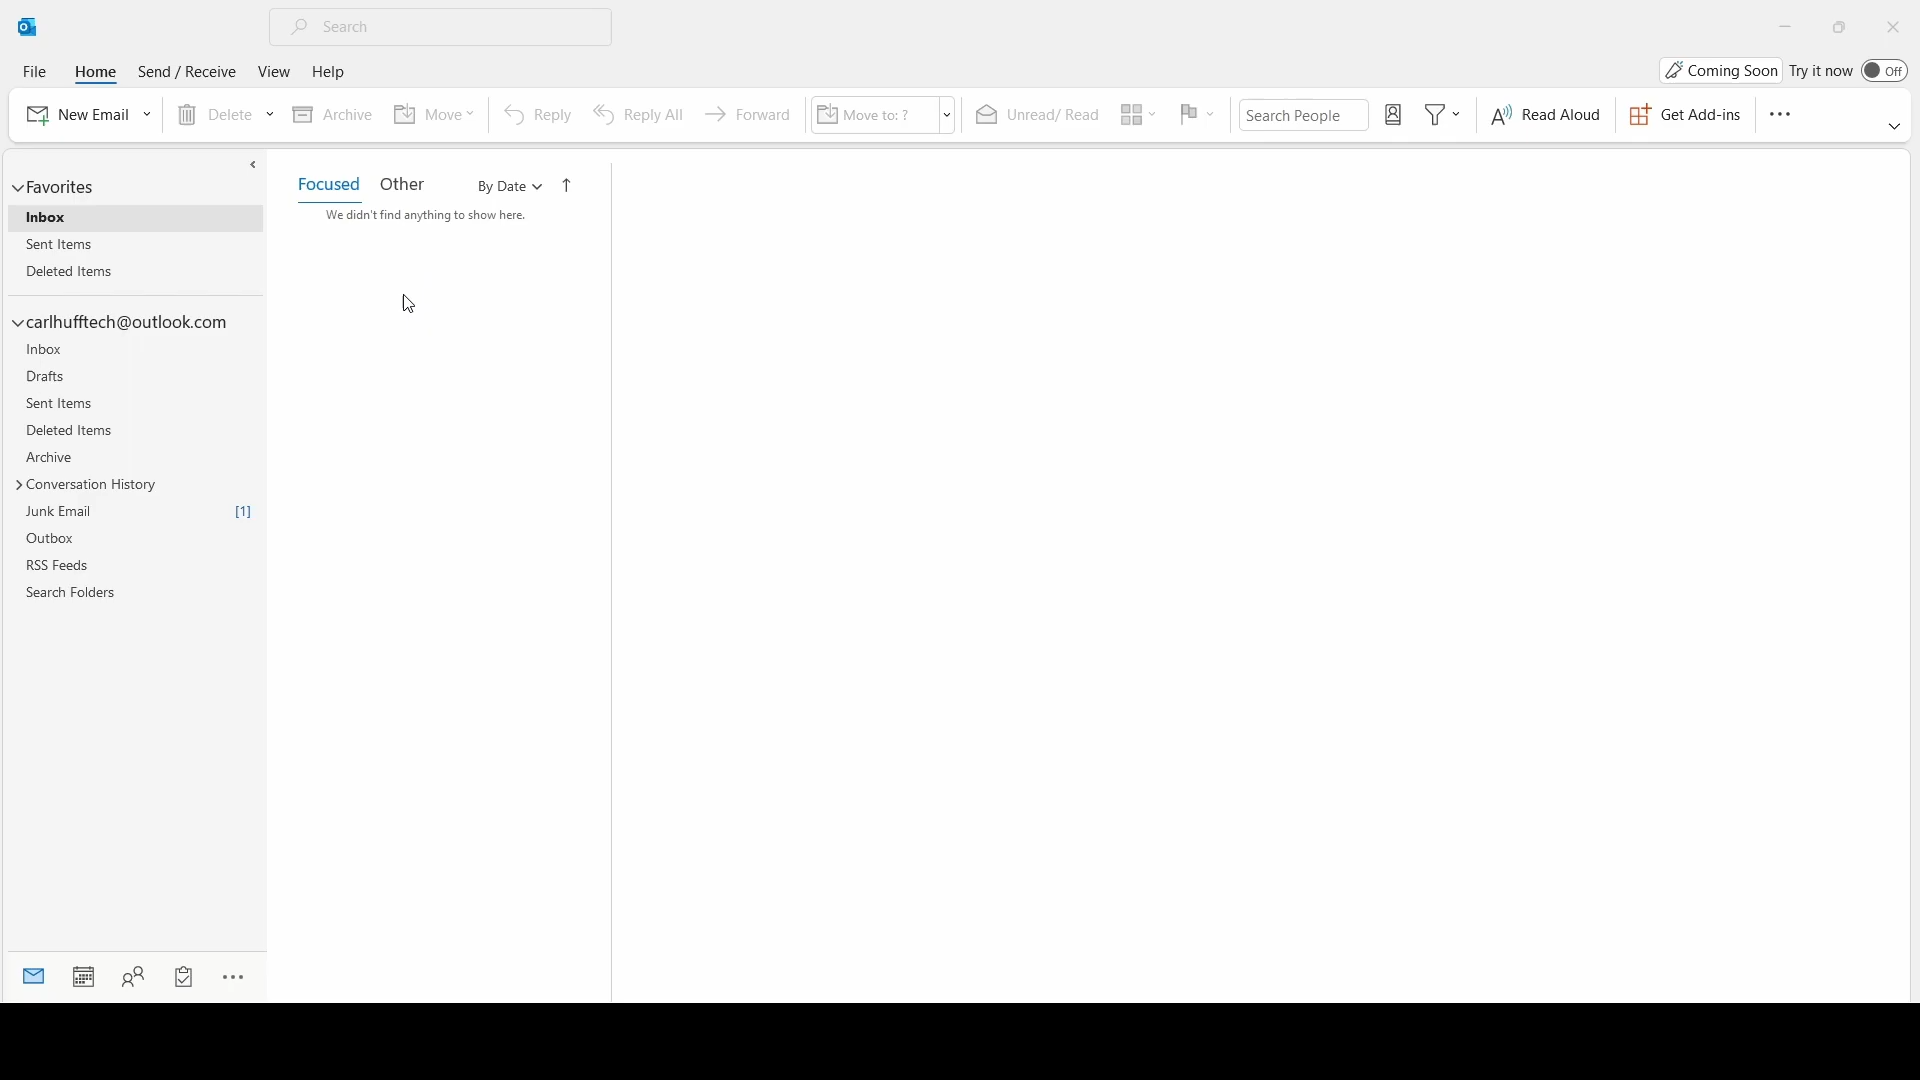 Search
File Home Send / Receive View Help
Coming Soon Try it now Off
New Email Delete Archive Move Reply Reply All Forward Move to: ? Unread/ Read Search People Read Aloud Get Add-ins
Favorites
Inbox
Sent Items
Deleted Items
carlhufftech@outlook.com
Inbox
Drafts
Sent Items
Deleted Items
Archive
Conversation History
Junk Email [1]
Outbox
RSS Feeds
Search Folders
Focused Other By Date
We didn't find anything to show here.